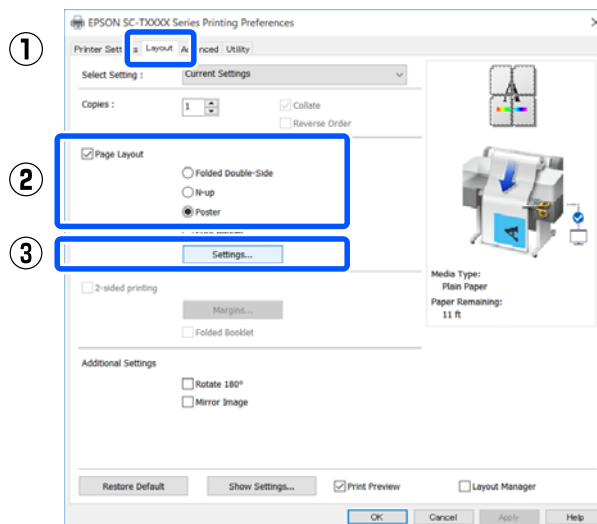 EPSON SC-TXXXX Series Printing Preferences
①
Layout
Utility
Select Setting :
Current Settings
Copies :
1
Collate
Reverse Order
②
Page Layout
Folded Double-Side
N-up
Poster
③
Settings...
2-sided printing
Margins...
Folded Booklet
Media Type:
Plain Paper
Paper Remaining:
11 ft
Additional Settings
Rotate 180°
Mirror Image
Restore Default
Show Settings...
Print Preview
Layout Manager
OK
Cancel
Apply
Help